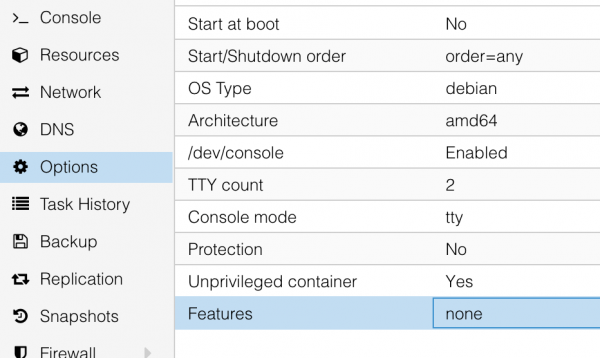 Console
Resources
Network
DNS
Options
Task History
Backup
Replication
Snapshots
Firewall
Start at boot No
Start/Shutdown order order=any
OS Type debian
Architecture amd64
/dev/console Enabled
TTY count 2
Console mode tty
Protection No
Unprivileged container Yes
Features none